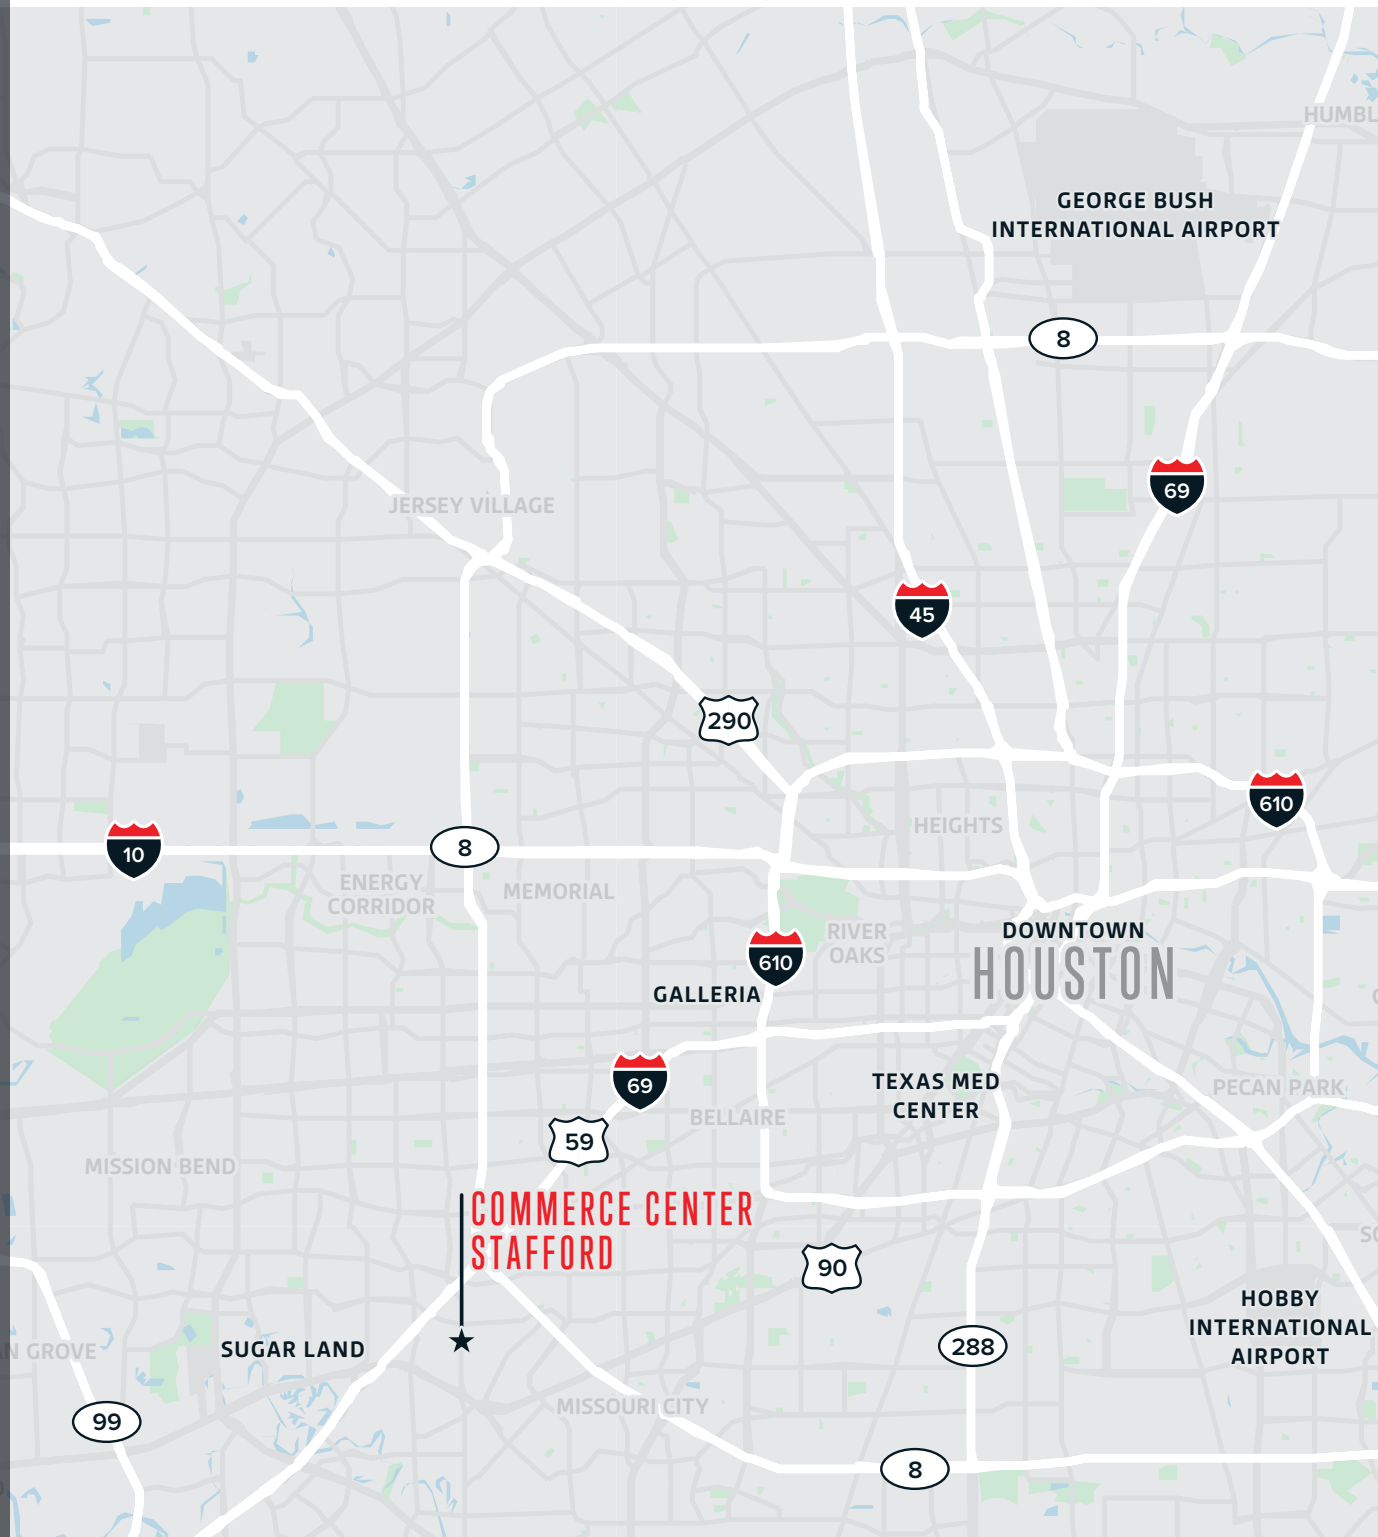 HUMBL
GEORGE BUSH
INTERNATIONAL AIRPORT
8
69
JERSEY VILLAGE
45
290
610
HEIGHTS
10
8
ENERGY
CORRIDOR
MEMORIAL
RIVER
OAKS
DOWNTOWN
HOUSTON
610
GALLERIA
69
TEXAS MED
CENTER
PECAN PARK
BELLAIRE
59
MISSION BEND
COMMERCE CENTER
STAFFORD
90
HOBBY
INTERNATIONAL
AIRPORT
288
SUGAR LAND
N GROVE
MISSOURI CITY
99
8